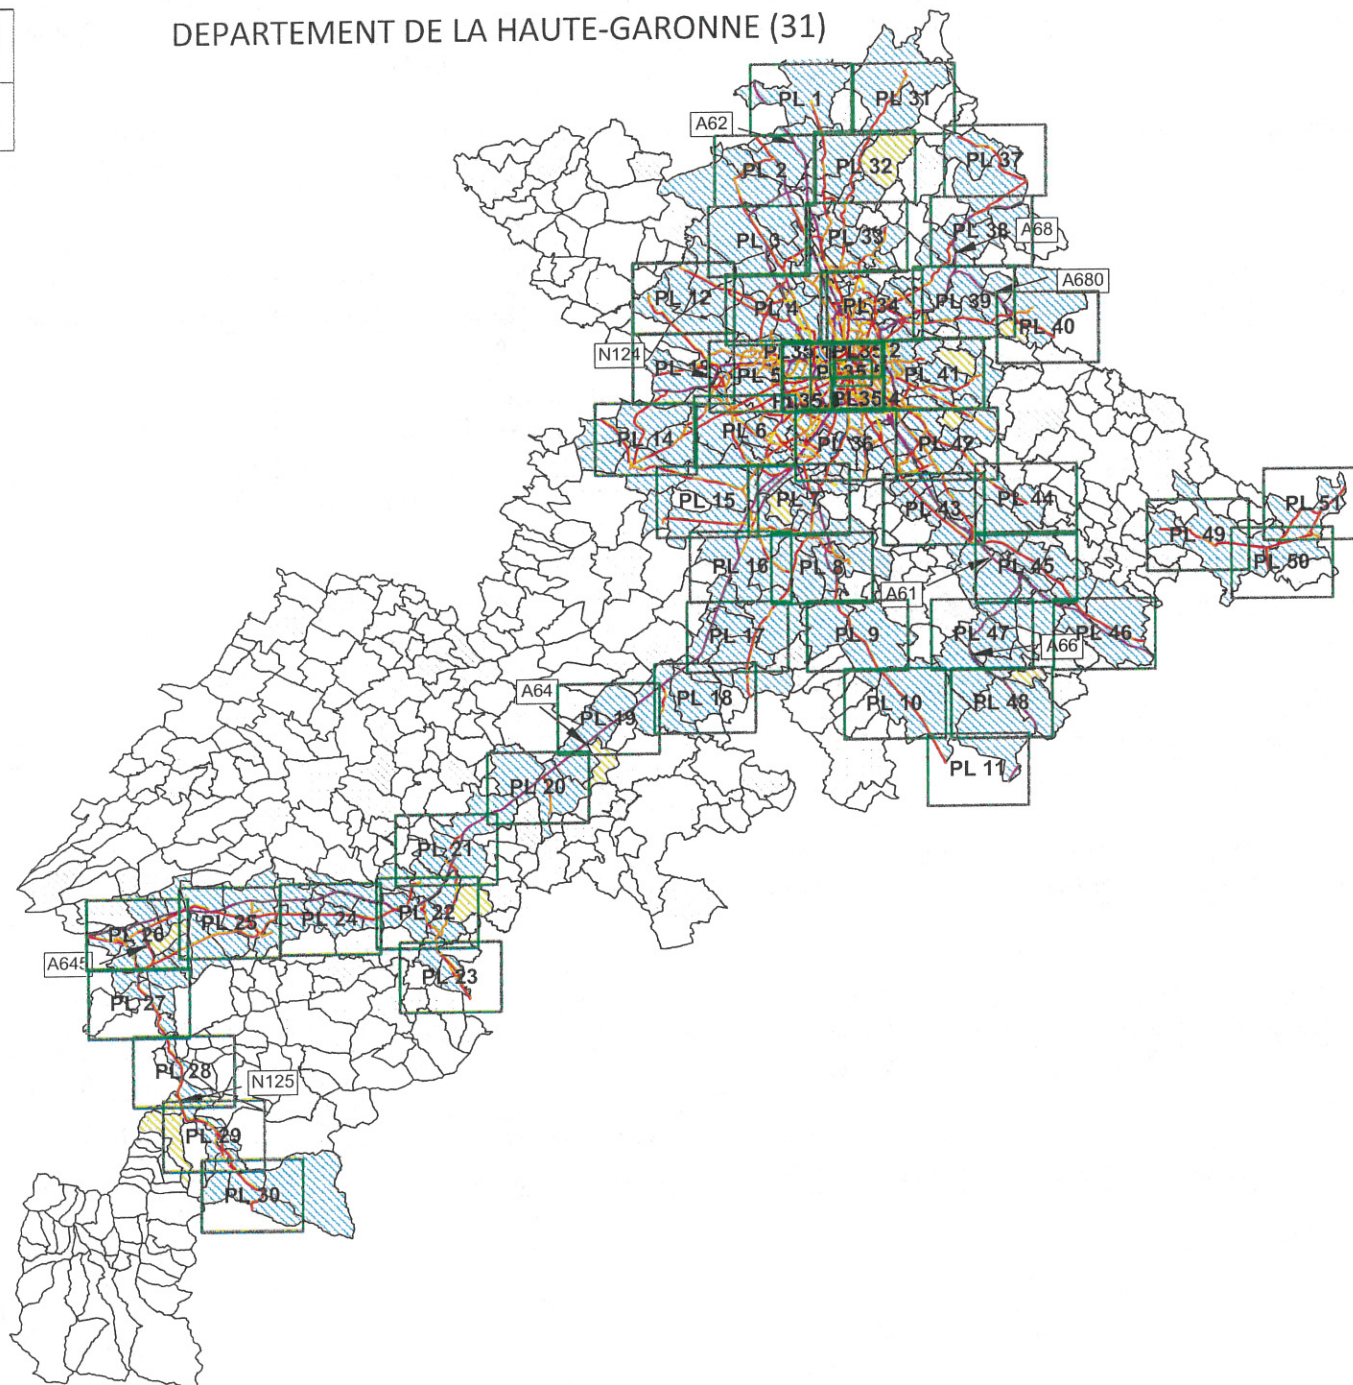 DEPARTEMENT DE LA HAUTE-GARONNE (31)
PL 1
PL 31
A62
PL 2
PL 32
PL 37
PL 3
PL 33
PL 38
A68
PL 12
PL 4
PL 34
PL 39
A680
PL 40
N124
PL 5
PL 41
PL 14
PL 6
PL 36
PL 42
PL 15
PL 7
PL 43
PL 44
PL 49
PL 51
PL 50
PL 16
PL 8
A61
PL 45
PL 17
PL 9
PL 47
PL 46
A66
A64
PL 18
PL 10
PL 48
PL 19
PL 11
PL 20
PL 21
PL 26
PL 25
PL 24
PL 22
A645
PL 23
PL 27
PL 28
N125
PL 29
PL 30